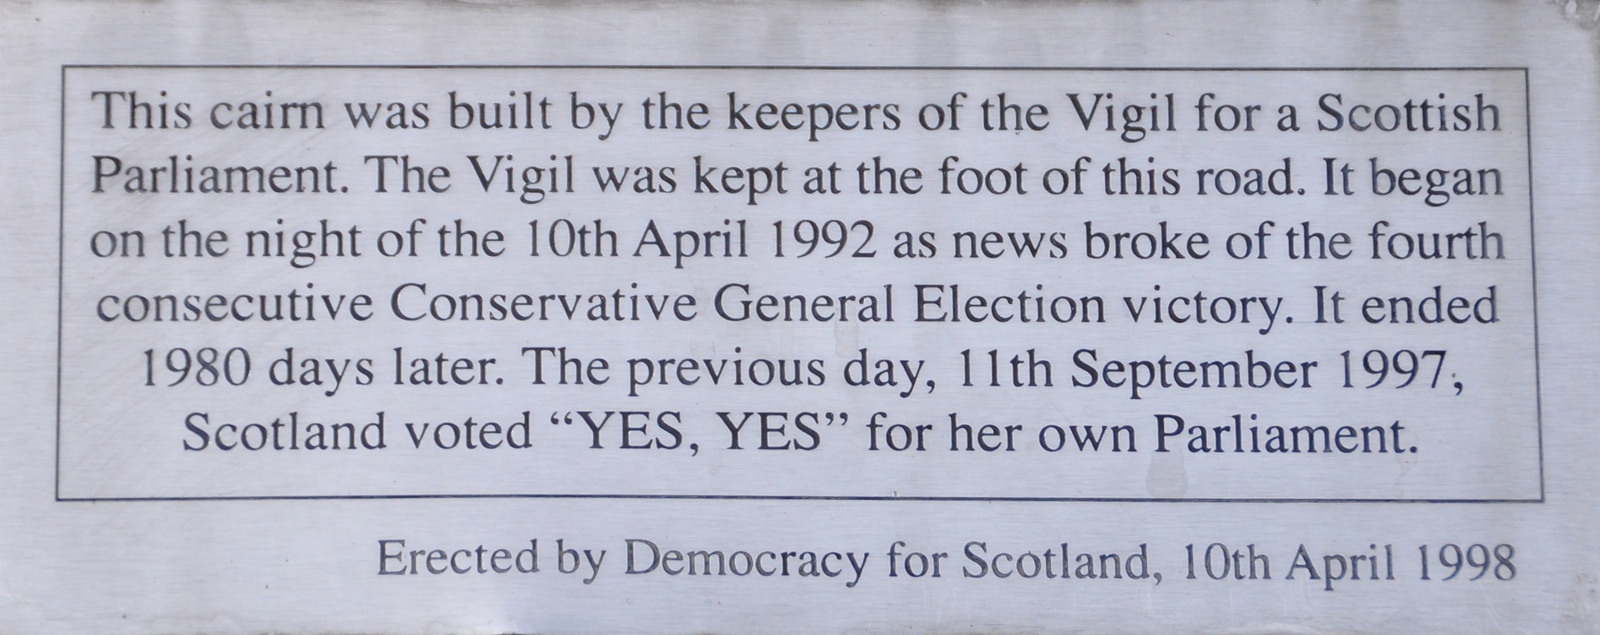 This cairn was built by the keepers of the Vigil for a Scottish
Parliament. The Vigil was kept at the foot of this road. It began
on the night of the 10th April 1992 as news broke of the fourth
consecutive Conservative General Election victory. It ended
1980 days later. The previous day, 11th September 1997,
Scotland voted “YES, YES” for her own Parliament.
Erected by Democracy for Scotland, 10th April 1998